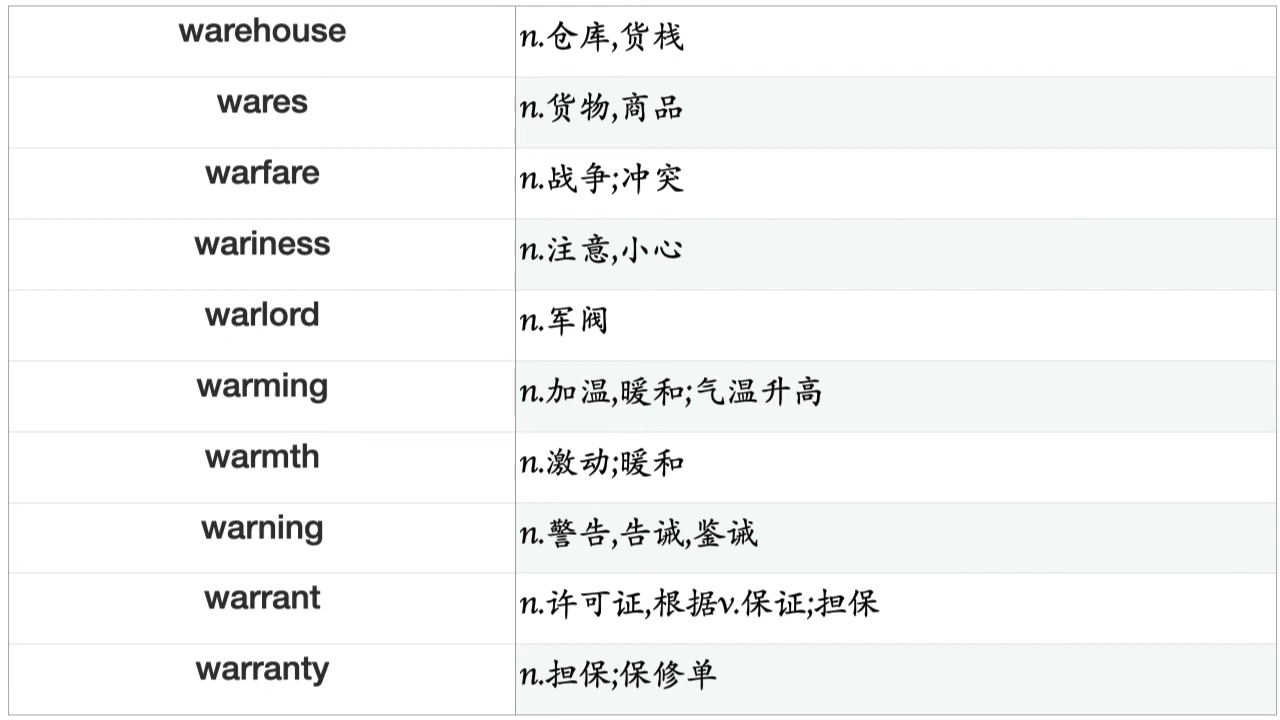 warehouse n.仓库,货栈
wares n.货物,商品
warfare n.战争;冲突
wariness n.注意,小心
warlord n.军阀
warming n.加温,暖和;气温升高
warmth n.激动;暖和
warning n.警告,告诫,鉴诫
warrant n.许可证,根据v.保证;担保
warranty n.担保;保修单